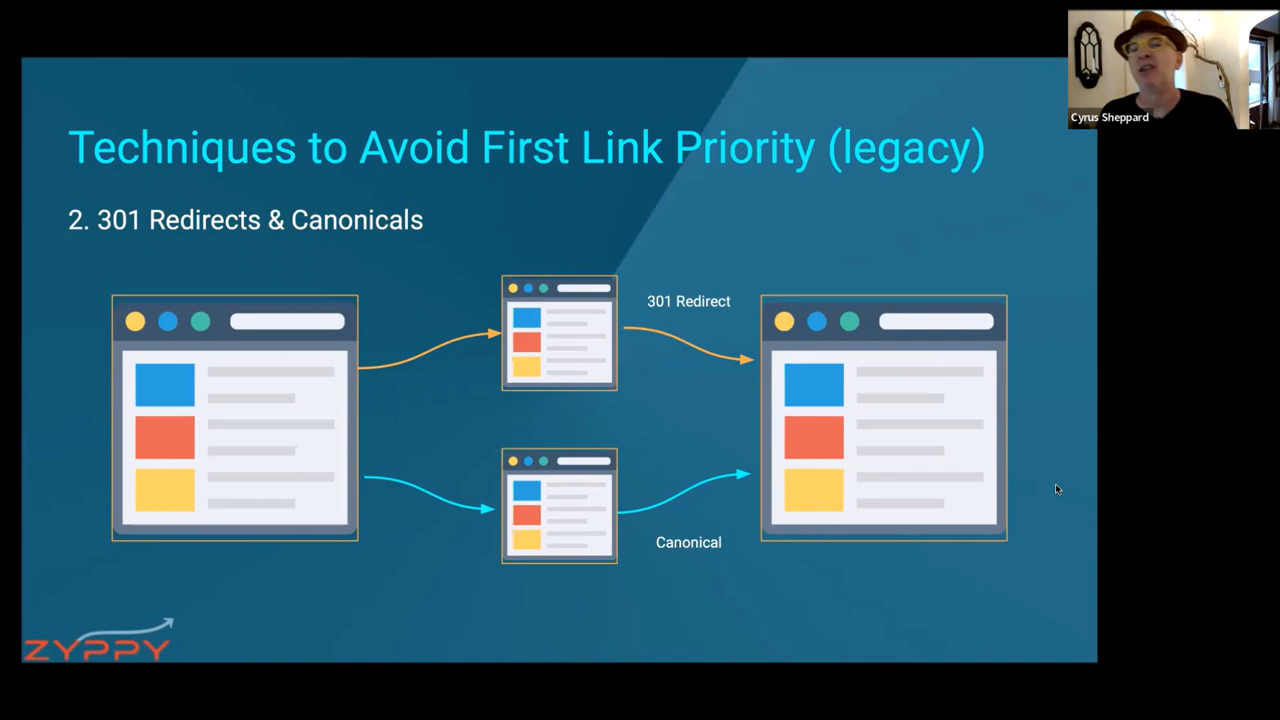 Cyrus Sheppard
Techniques to Avoid First Link Priority (legacy)
2. 301 Redirects & Canonicals
301 Redirect
Canonical
ZYPPY